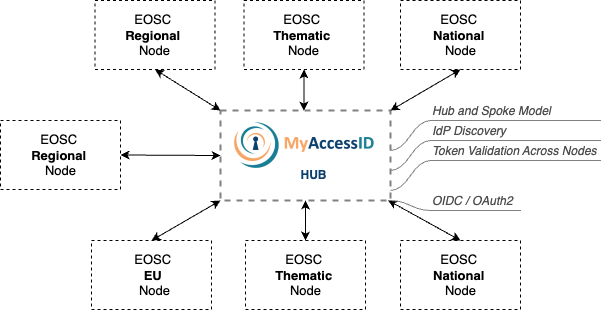 EOSC
Regional
Node
EOSC
Thematic
Node
EOSC
National
Node
Hub and Spoke Model
IdP Discovery
Token Validation Across Nodes
OIDC / OAuth2
EOSC
Regional
Node
MyAccessID
HUB
EOSC
EU
Node
EOSC
Thematic
Node
EOSC
National
Node